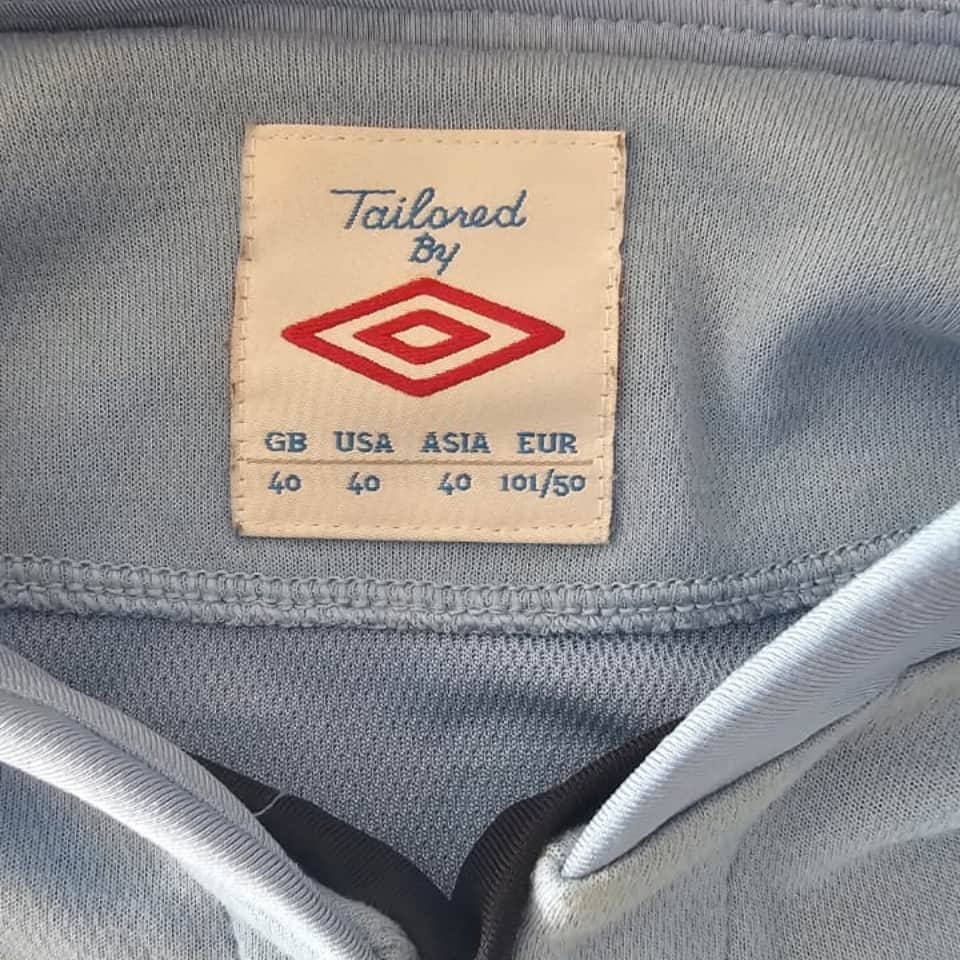 Tailored
By
GB USA ASIA EUR
40 40 40 101/50